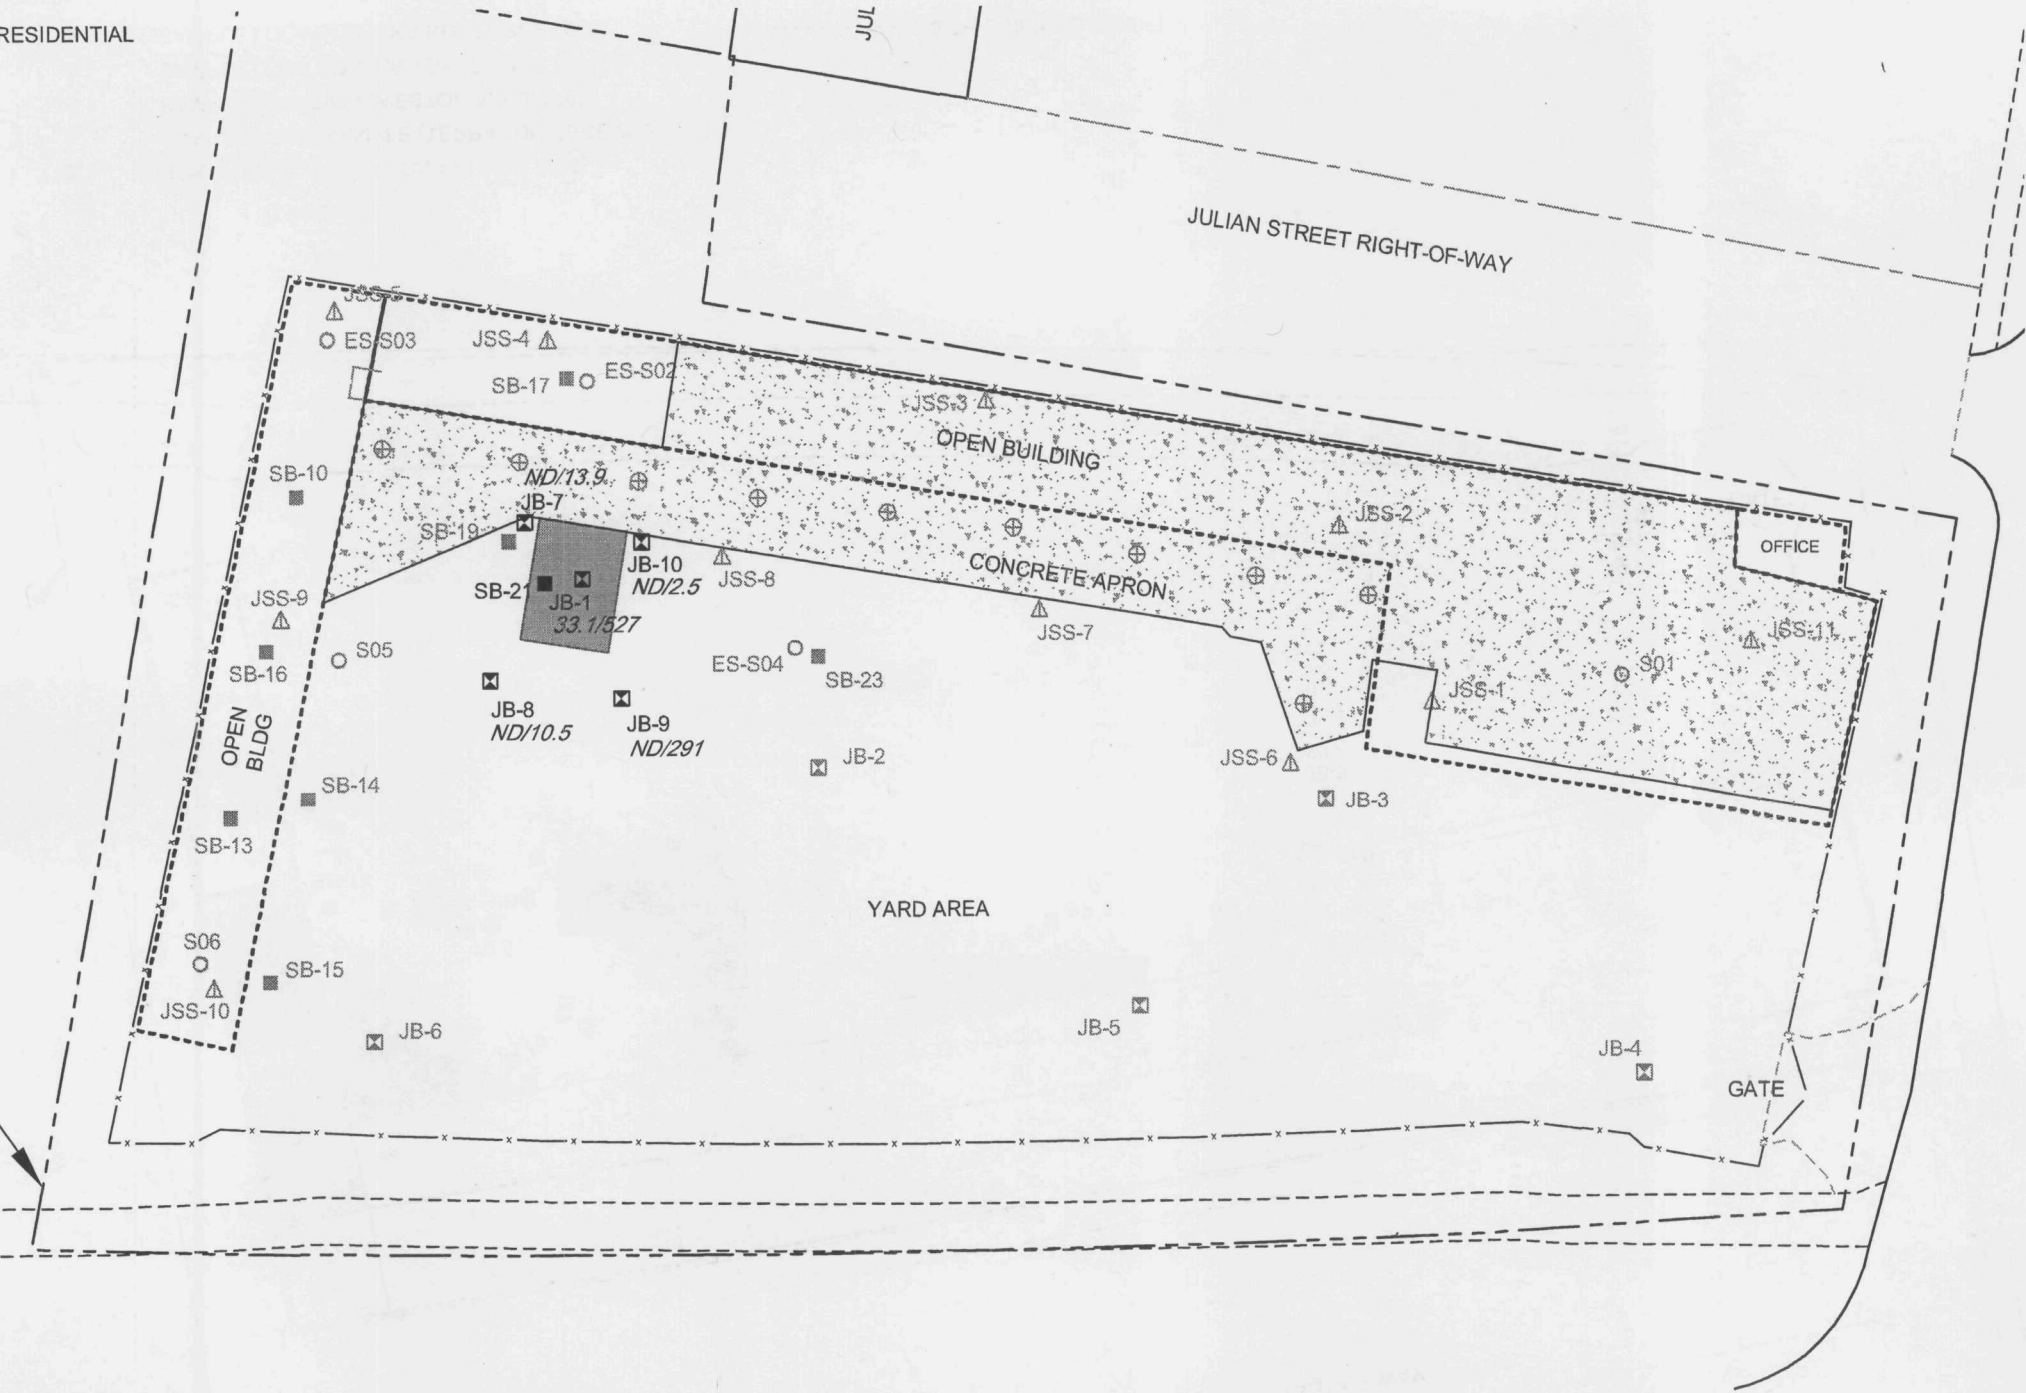 RESIDENTIAL
JUL
JULIAN STREET RIGHT-OF-WAY
JSS-5
ES-S03
JSS-4
SB-17
ES-S02
JSS-3
OPEN BUILDING
SB-10
ND/13.9
JB-7
SB-19
JSS-2
OFFICE
JB-10
ND/2.5
JSS-8
CONCRETE APRON
SB-21
JB-1
33.1/527
JSS-9
JSS-7
JSS-11
SB-16
S05
ES-S04
SB-23
S01
JSS-1
JB-8
ND/10.5
JB-9
ND/291
OPEN
BLDG
JB-2
JSS-6
JB-3
SB-14
SB-13
YARD AREA
S06
SB-15
JSS-10
JB-6
JB-5
JB-4
GATE